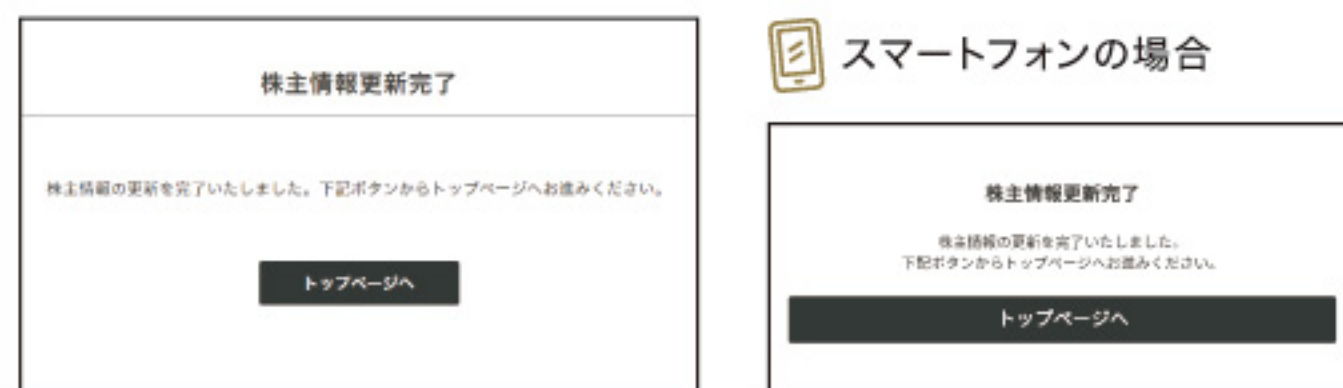 株主情報更新完了
株主情報の更新を完了いたしました。下記ボタンからトップページへお進みください。
トップページへ
スマートフォンの場合
株主情報更新完了
株主情報の更新を完了いたしました。
下記ボタンからトップページへお進みください。
トップページへ